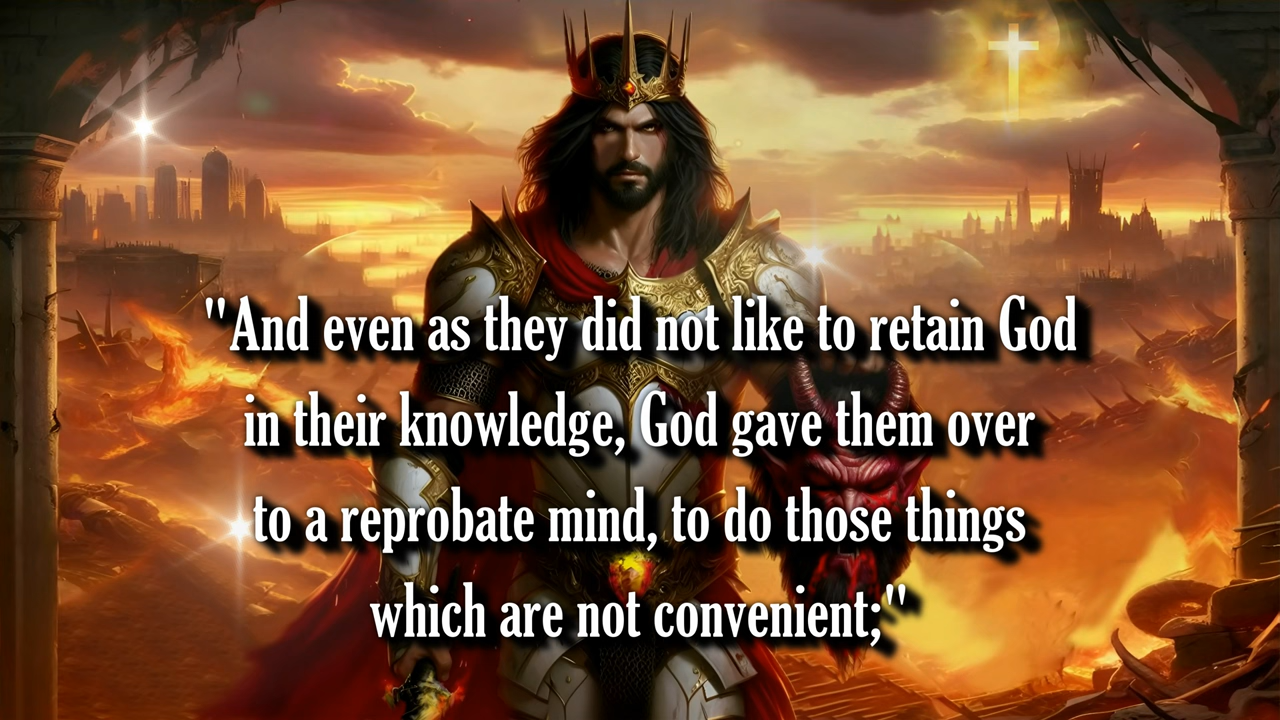 "And even as they did not like to retain God
in their knowledge, God gave them over
to a reprobate mind, to do those things
which are not convenient;"